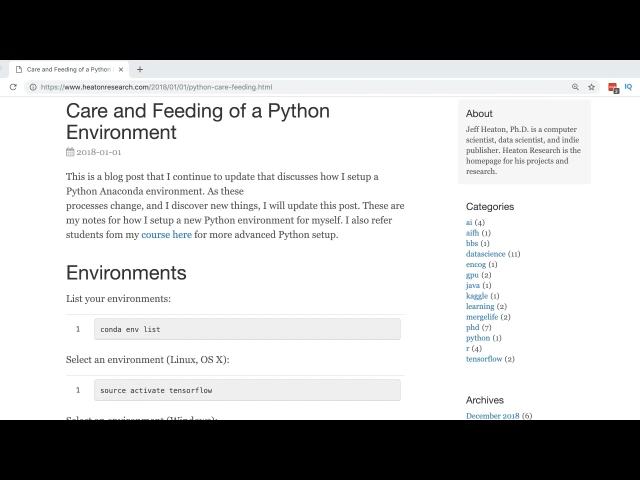 Care and Feeding of a Python
https://www.heatonresearch.com/2018/01/01/python-care-feeding.html
IQ
Care and Feeding of a Python
Environment
2018-01-01
This is a blog post that I continue to update that discusses how I setup a
Python Anaconda environment. As these
processes change, and I discover new things, I will update this post. These are
my notes for how I setup a new Python environment for myself. I also refer
students fom my course here for more advanced Python setup.
Environments
List your environments:
1 conda env list
Select an environment (Linux, OS X):
1 source activate tensorflow
Select an environment (Windows):
About
Jeff Heaton, Ph.D. is a computer
scientist, data scientist, and indie
publisher. Heaton Research is the
homepage for his projects and
research.
Categories
ai (4)
aifh (1)
bbs (1)
datascience (11)
encog (1)
gpu (2)
java (1)
kaggle (1)
learning (2)
mergelife (2)
phd (7)
python (1)
r (4)
tensorflow (2)
Archives
December 2018 (6)